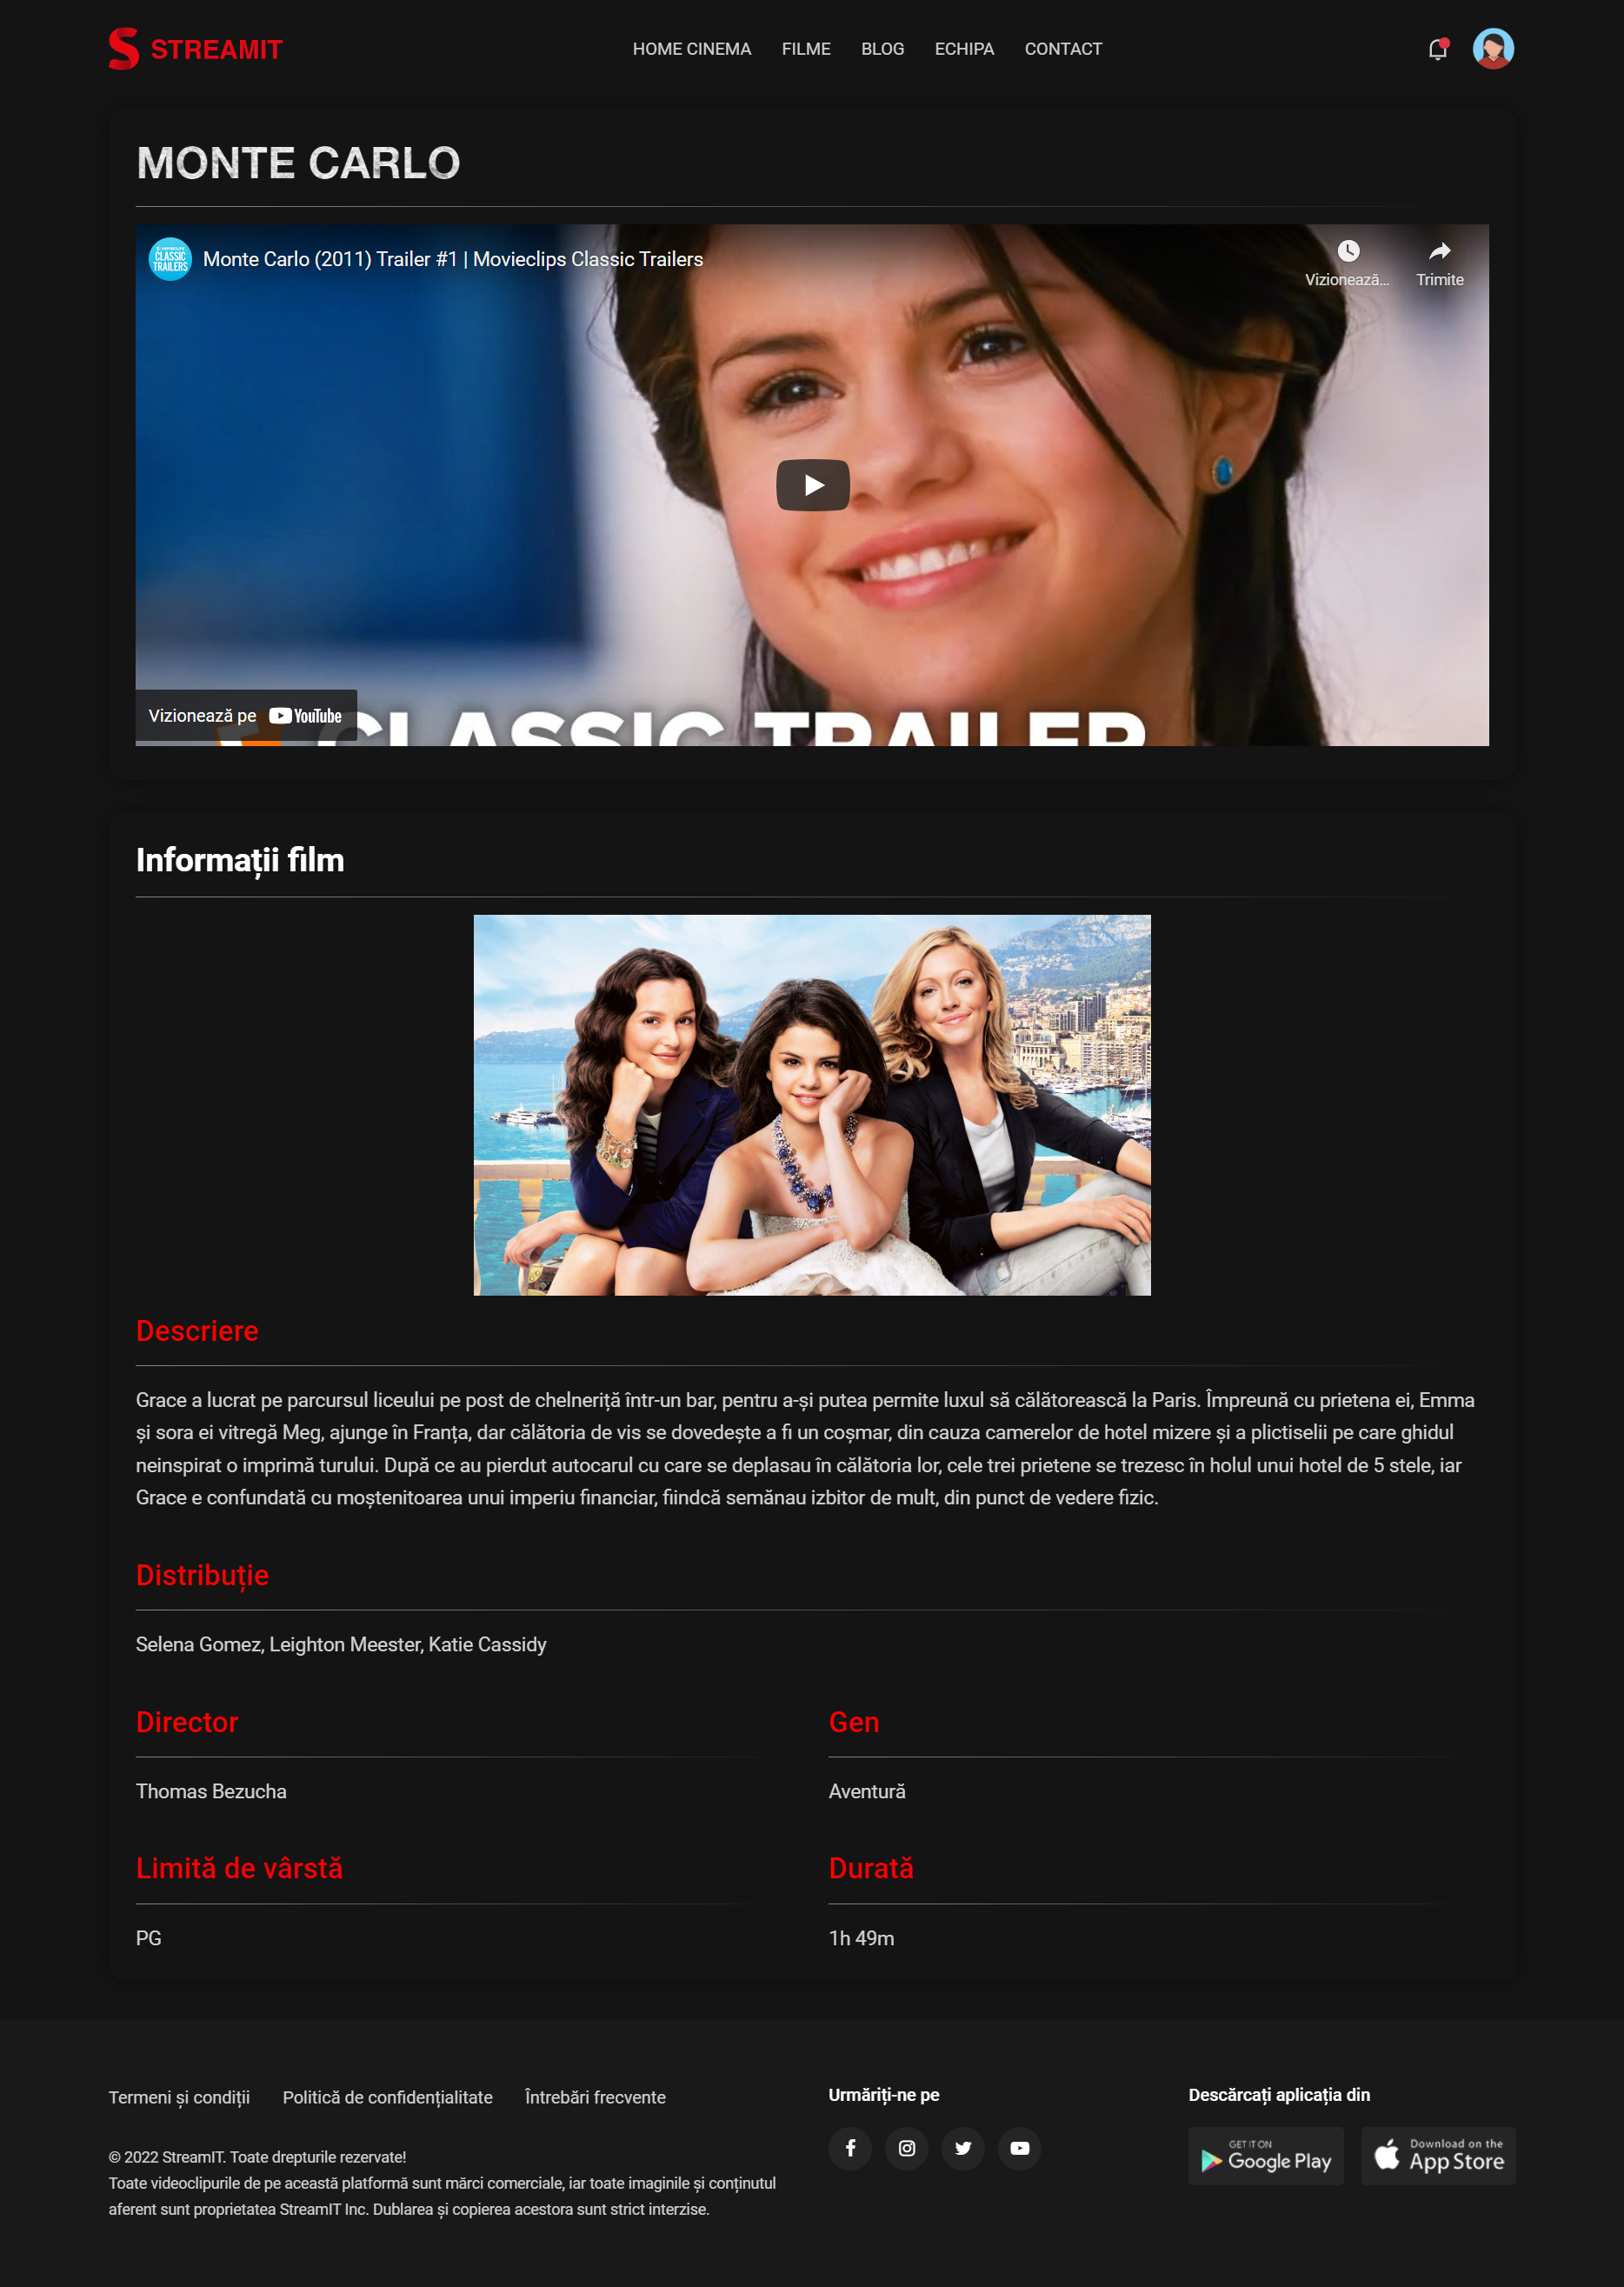 STREAMIT
HOME CINEMA FILME BLOG ECHIPA CONTACT
MONTE CARLO
MOVIECLIPS
CLASSIC
TRAILERS
Monte Carlo (2011) Trailer #1 | Movieclips Classic Trailers
Vizionează...
Trimite
Vizionează pe YouTube
CLASSIC TRAILER
Informații film
Descriere
Grace a lucrat pe parcursul liceului pe post de chelneriță într-un bar, pentru a-și putea permite luxul să călătorească la Paris. Împreună cu prietena ei, Emma
și sora ei vitregă Meg, ajunge în Franța, dar călătoria de vis se dovedește a fi un coșmar, din cauza camerelor de hotel mizere și a plictiselii pe care ghidul
neinspirat o imprimă turului. După ce au pierdut autocarul cu care se deplasau în călătoria lor, cele trei prietene se trezesc în holul unui hotel de 5 stele, iar
Grace e confundată cu moștenitoarea unui imperiu financiar, fiindcă semănau izbitor de mult, din punct de vedere fizic.
Distribuție
Selena Gomez, Leighton Meester, Katie Cassidy
Director
Thomas Bezucha
Gen
Aventură
Limită de vârstă
PG
Durată
1h 49m
Termeni și condiții Politică de confidențialitate Întrebări frecvente
© 2022 StreamIT. Toate drepturile rezervate!
Toate videoclipurile de pe această platformă sunt mărci comerciale, iar toate imaginile și conținutul
aferent sunt proprietatea StreamIT Inc. Dublarea și copierea acestora sunt strict interzise.
Urmăriți-ne pe
Descărcați aplicația din
GET IT ON
Google Play
Download on the
App Store